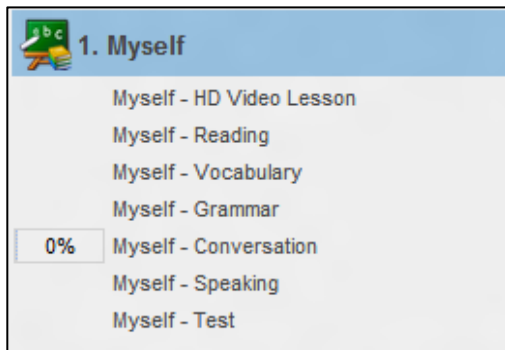 abc
1. Myself
Myself - HD Video Lesson
Myself - Reading
Myself - Vocabulary
Myself - Grammar
0% Myself - Conversation
Myself - Speaking
Myself - Test